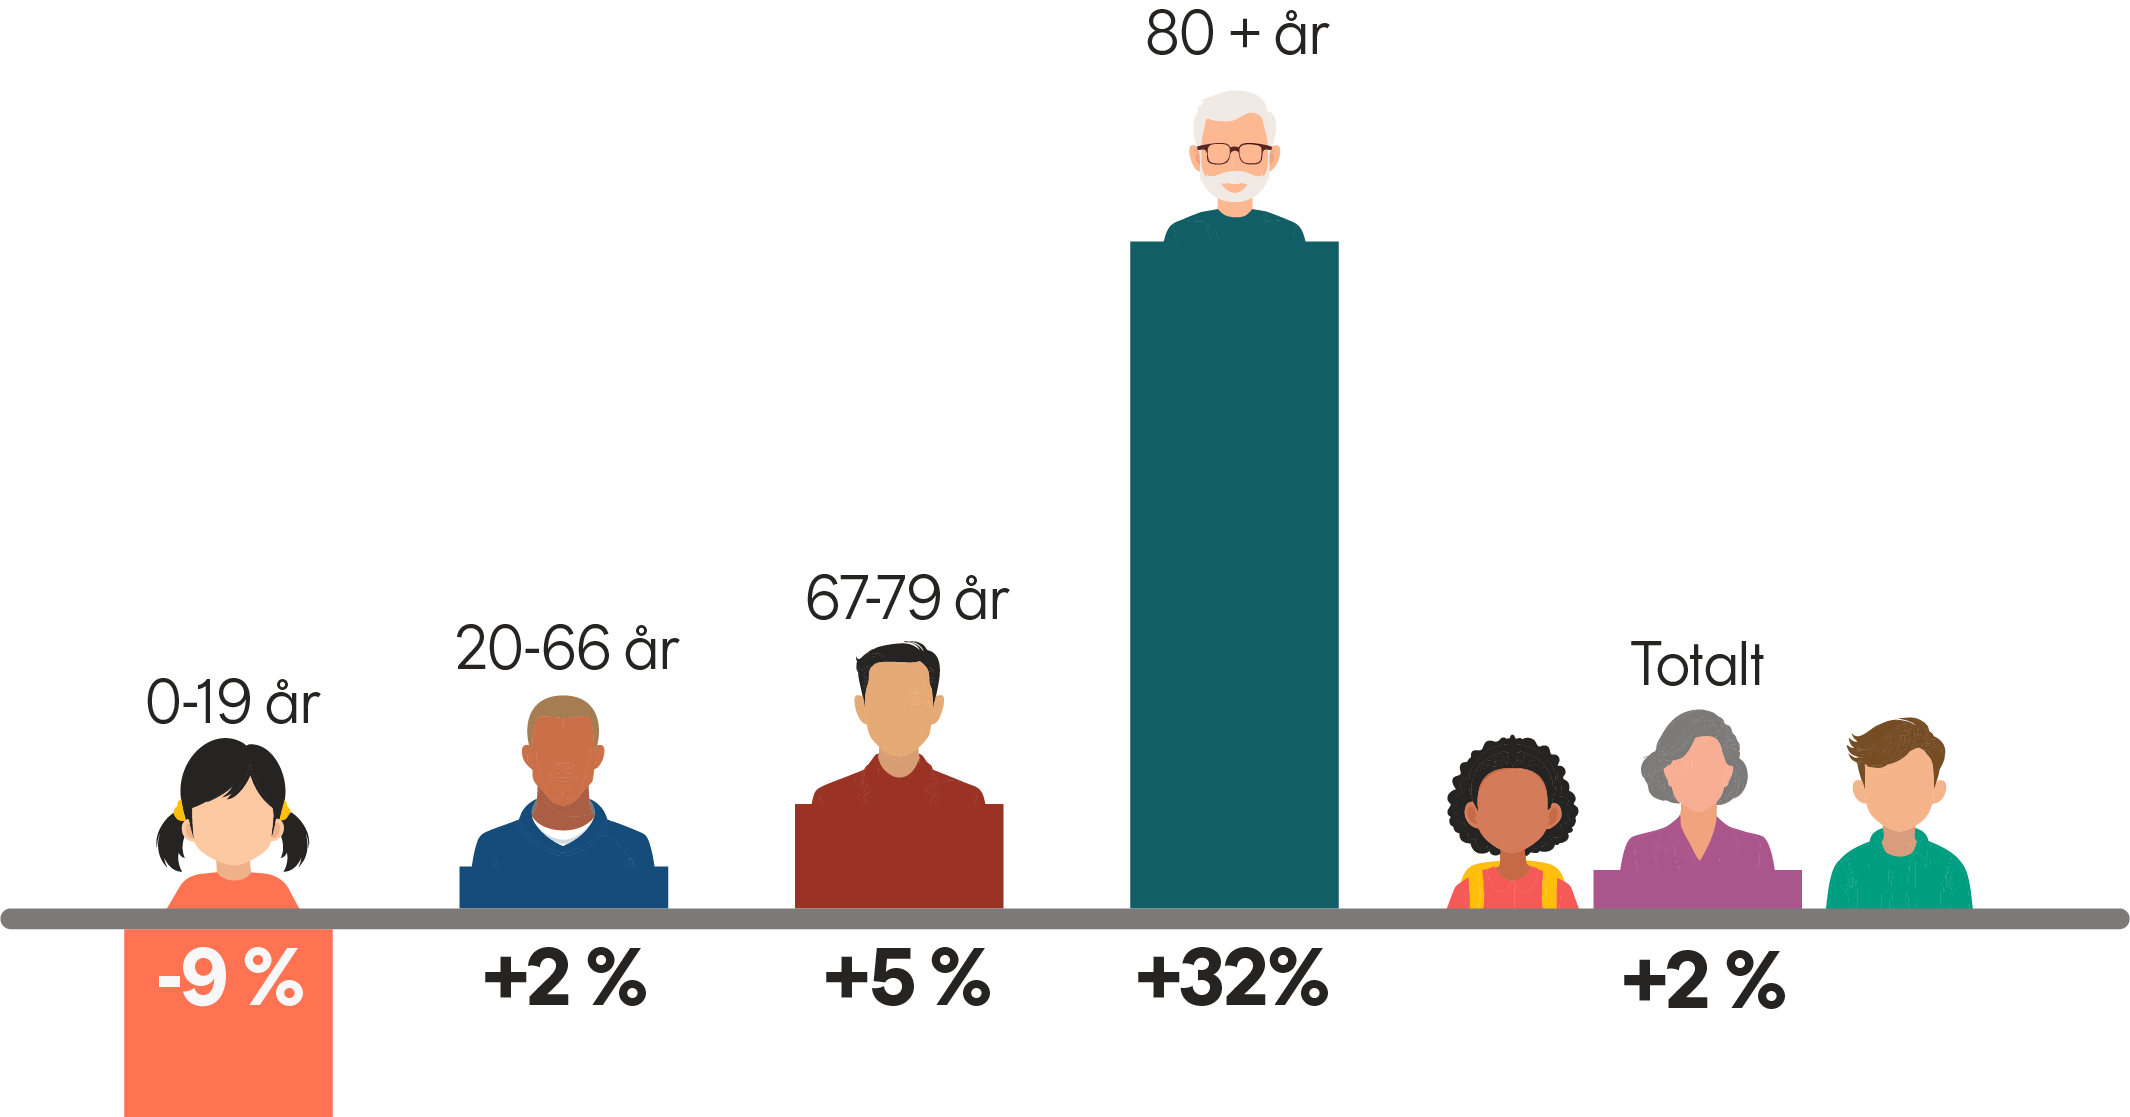 80 + år
67-79 år
20-66 år
Totalt
0-19 år
-9 %
+2 %
+5 %
+32%
+2 %